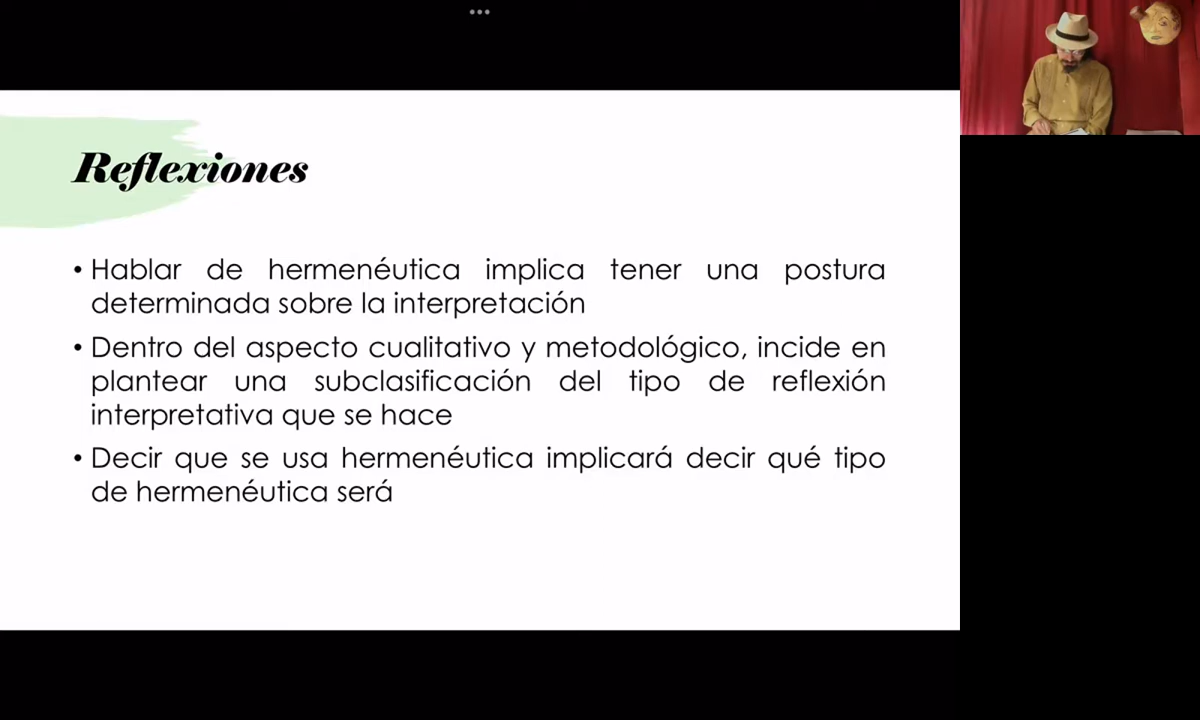 Reflexiones
• Hablar de hermenéutica implica tener una postura
determinada sobre la interpretación
• Dentro del aspecto cualitativo y metodológico, incide en
plantear una subclasificación del tipo de reflexión
interpretativa que se hace
• Decir que se usa hermenéutica implicará decir qué tipo
de hermenéutica será